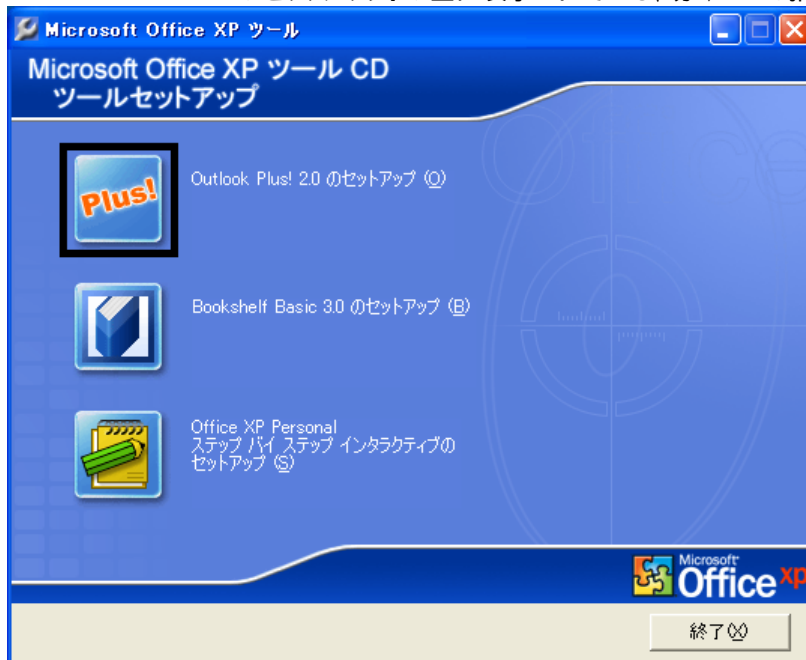 Microsoft Office XP ツール
Microsoft Office XP ツール CD
ツールセットアップ
Plus!
Outlook Plus! 2.0 のセットアップ (O)
Bookshelf Basic 3.0 のセットアップ (B)
Office XP Personal
ステップ バイ ステップ インタラクティブの
セットアップ (S)
Microsoft
Office xp
終了(X)